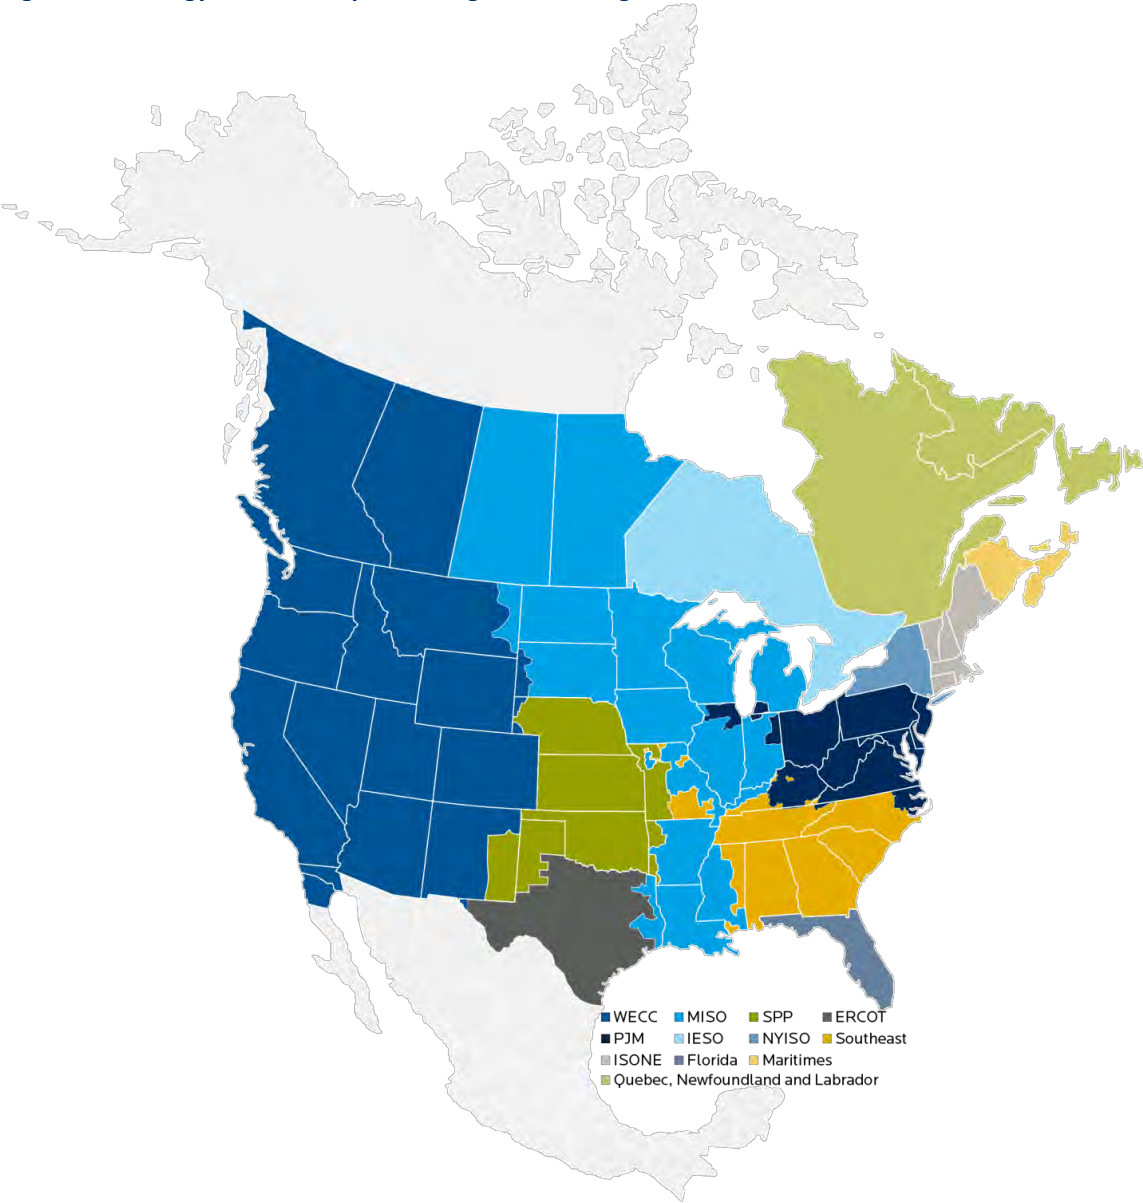 WECC MISO SPP ERCOT
PJM IESO NYISO Southeast
ISONE Florida Maritimes
Quebec, Newfoundland and Labrador